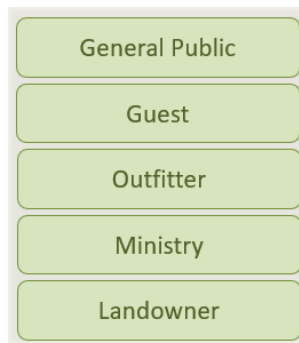 General Public
Guest
Outfitter
Ministry
Landowner